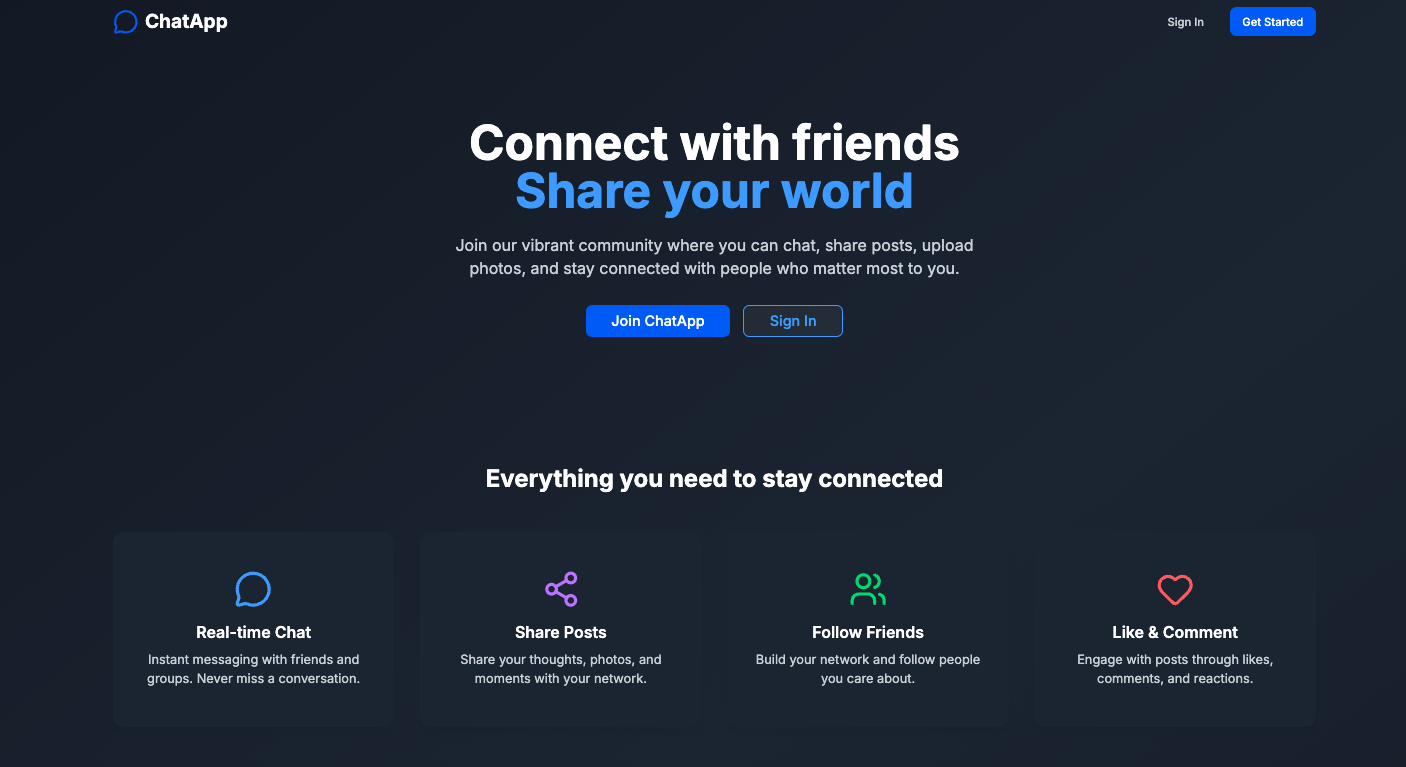 ChatApp
Sign In
Get Started
Connect with friends
Share your world
Join our vibrant community where you can chat, share posts, upload
photos, and stay connected with people who matter most to you.
Join ChatApp
Sign In
Everything you need to stay connected
Real-time Chat
Instant messaging with friends and
groups. Never miss a conversation.
Share Posts
Share your thoughts, photos, and
moments with your network.
Follow Friends
Build your network and follow people
you care about.
Like & Comment
Engage with posts through likes,
comments, and reactions.